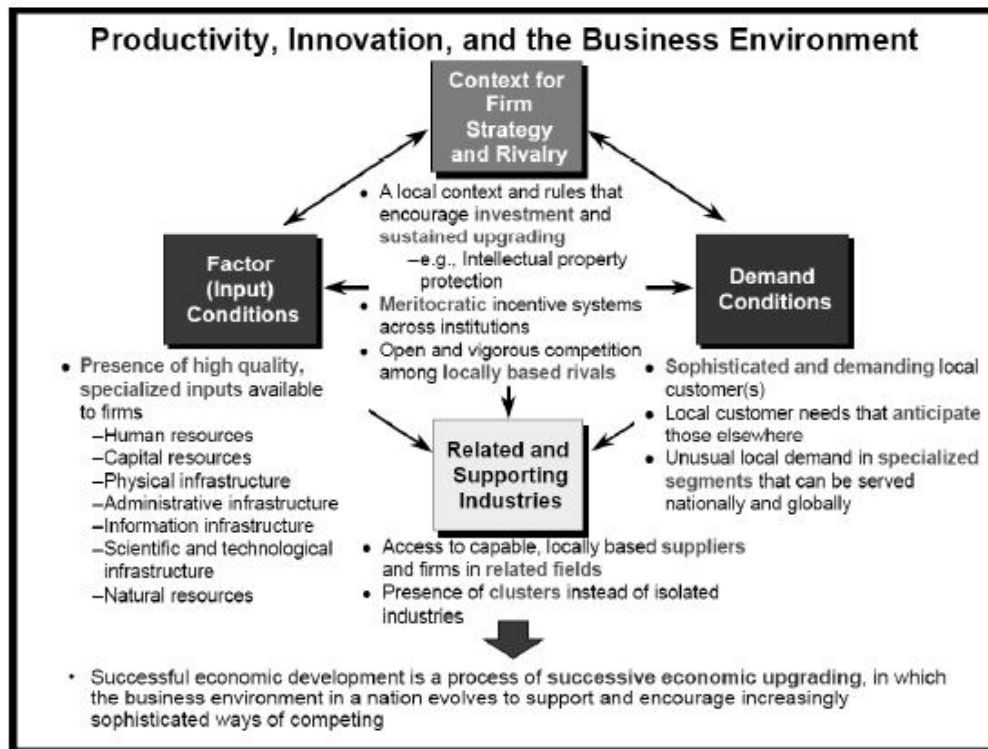 Productivity, Innovation, and the Business Environment
Context for
Firm
Strategy
and Rivalry
• A local context and rules that
encourage investment and
sustained upgrading
–e.g., Intellectual property
protection
• Meritocratic incentive systems
across institutions
• Open and vigorous competition
among locally based rivals
Factor
(Input)
Conditions
• Presence of high quality,
specialized inputs available
to firms
–Human resources
–Capital resources
–Physical infrastructure
–Administrative infrastructure
–Information infrastructure
–Scientific and technological
infrastructure
–Natural resources
Demand
Conditions
• Sophisticated and demanding local
customer(s)
• Local customer needs that anticipate
those elsewhere
• Unusual local demand in specialized
segments that can be served
nationally and globally
Related and
Supporting
Industries
• Access to capable, locally based suppliers
and firms in related fields
• Presence of clusters instead of isolated
industries
• Successful economic development is a process of successive economic upgrading, in which
the business environment in a nation evolves to support and encourage increasingly
sophisticated ways of competing